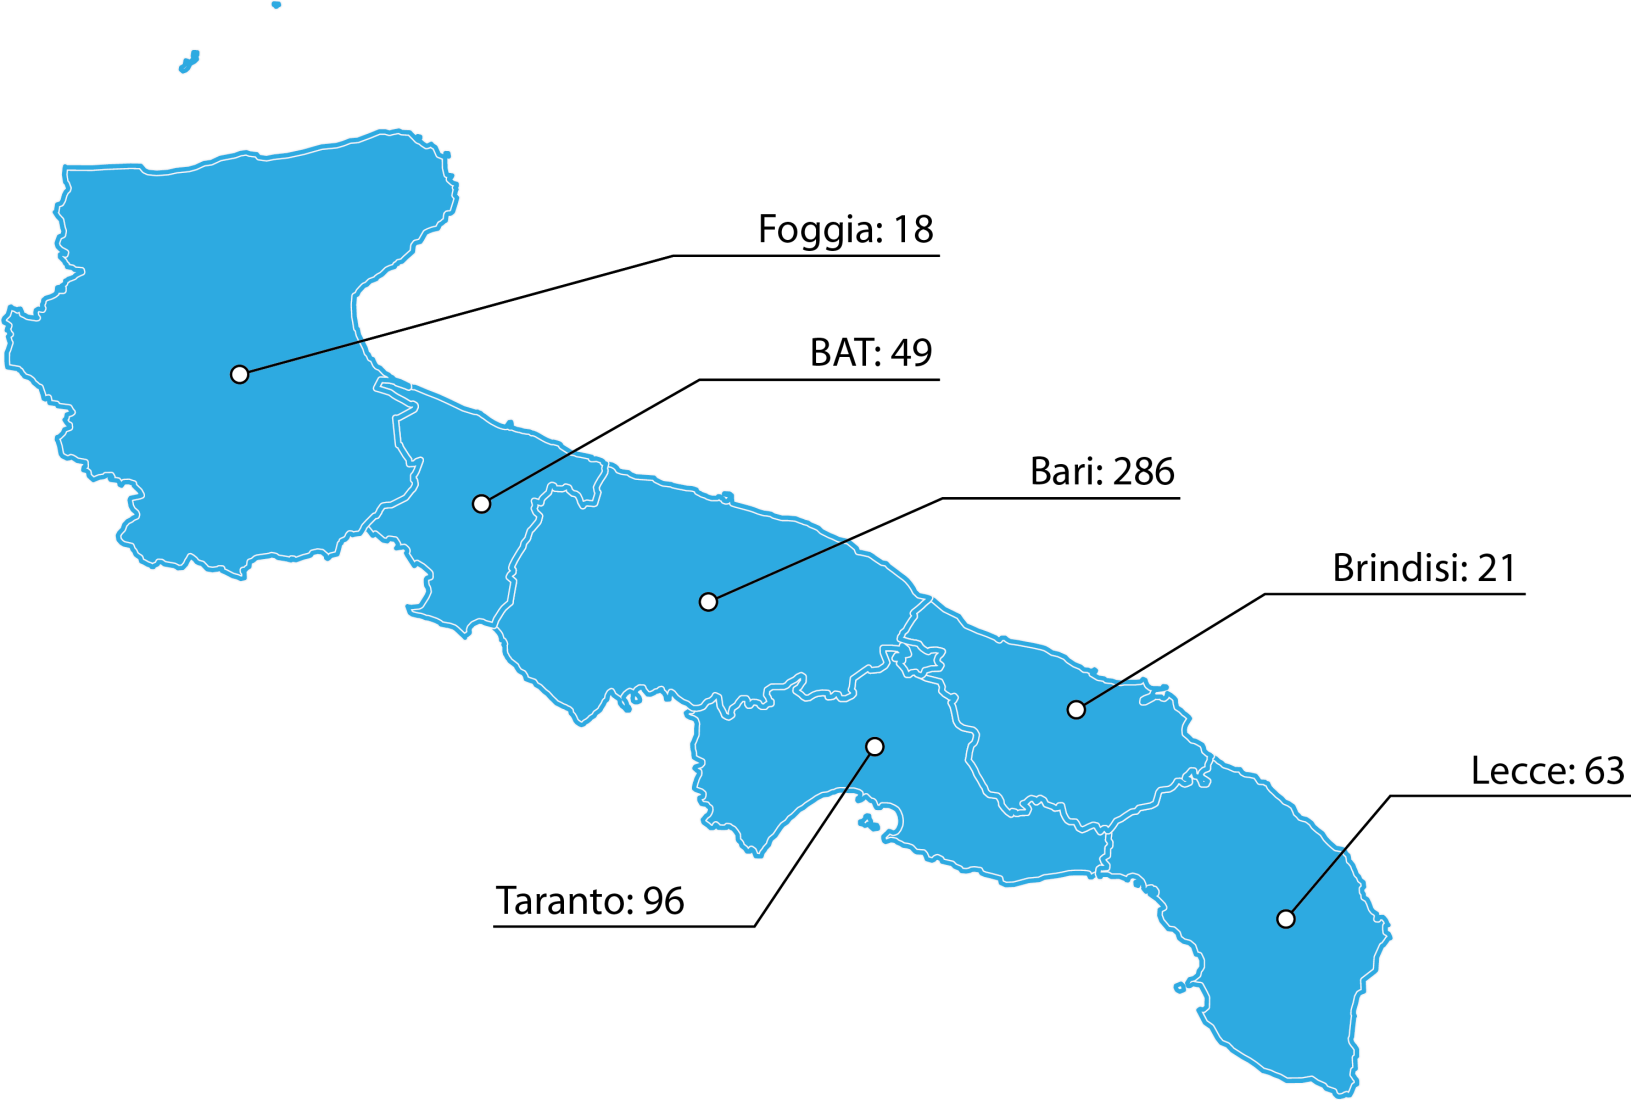 Foggia: 18
BAT: 49
Bari: 286
Brindisi: 21
Lecce: 63
Taranto: 96